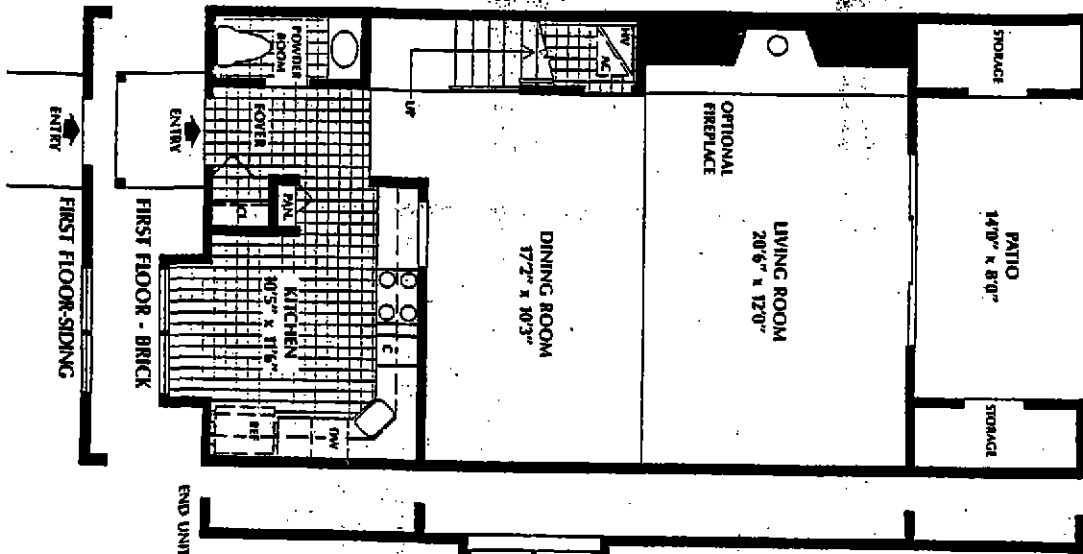 STORAGE
PATIO
14'0" x 8'0"
STORAGE
OPTIONAL
FIREPLACE
LIVING ROOM
20'6" x 12'0"
HV
AC
UP
DINING ROOM
17'2" x 10'3"
POWDER
ROOM
FOYER
PAN.
CL.
KITCHEN
10'5" x 11'6"
C
DW
REF
ENTRY
FIRST FLOOR - BRICK
ENTRY
FIRST FLOOR-SIDING
END UNIT